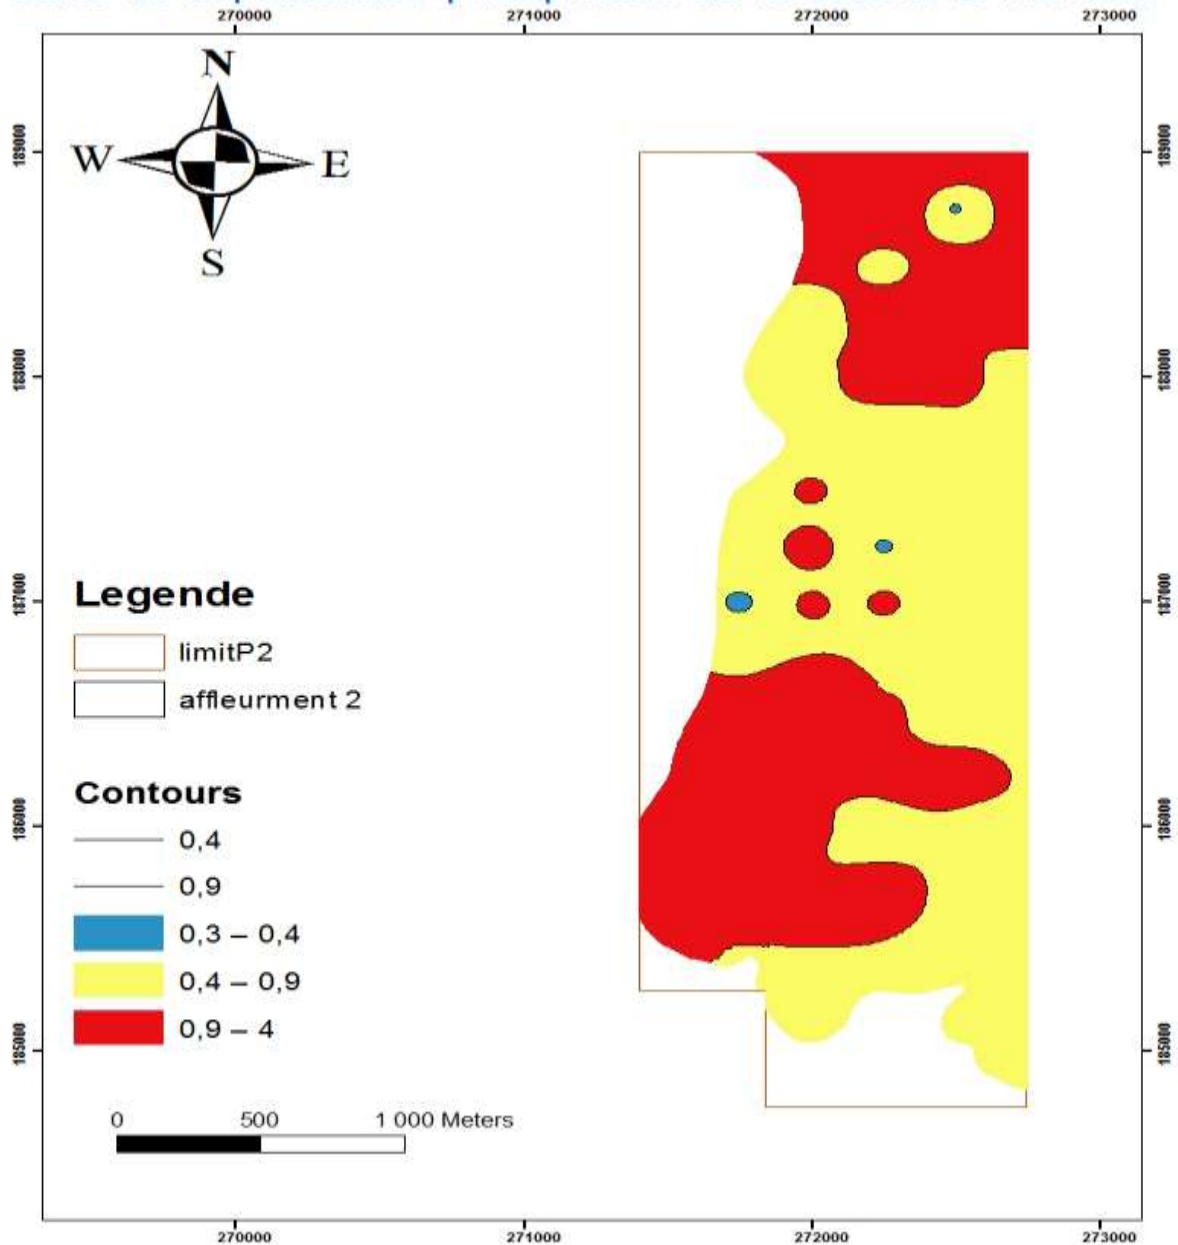 270000 271000 272000 273000
N
W E
S
189000 189000
188000 188000
187000 187000
186000 186000
185000 185000
Legende
limitP2
affleurment 2
Contours
0,4
0,9
0,3 – 0,4
0,4 – 0,9
0,9 – 4
0 500 1 000 Meters
270000 271000 272000 273000